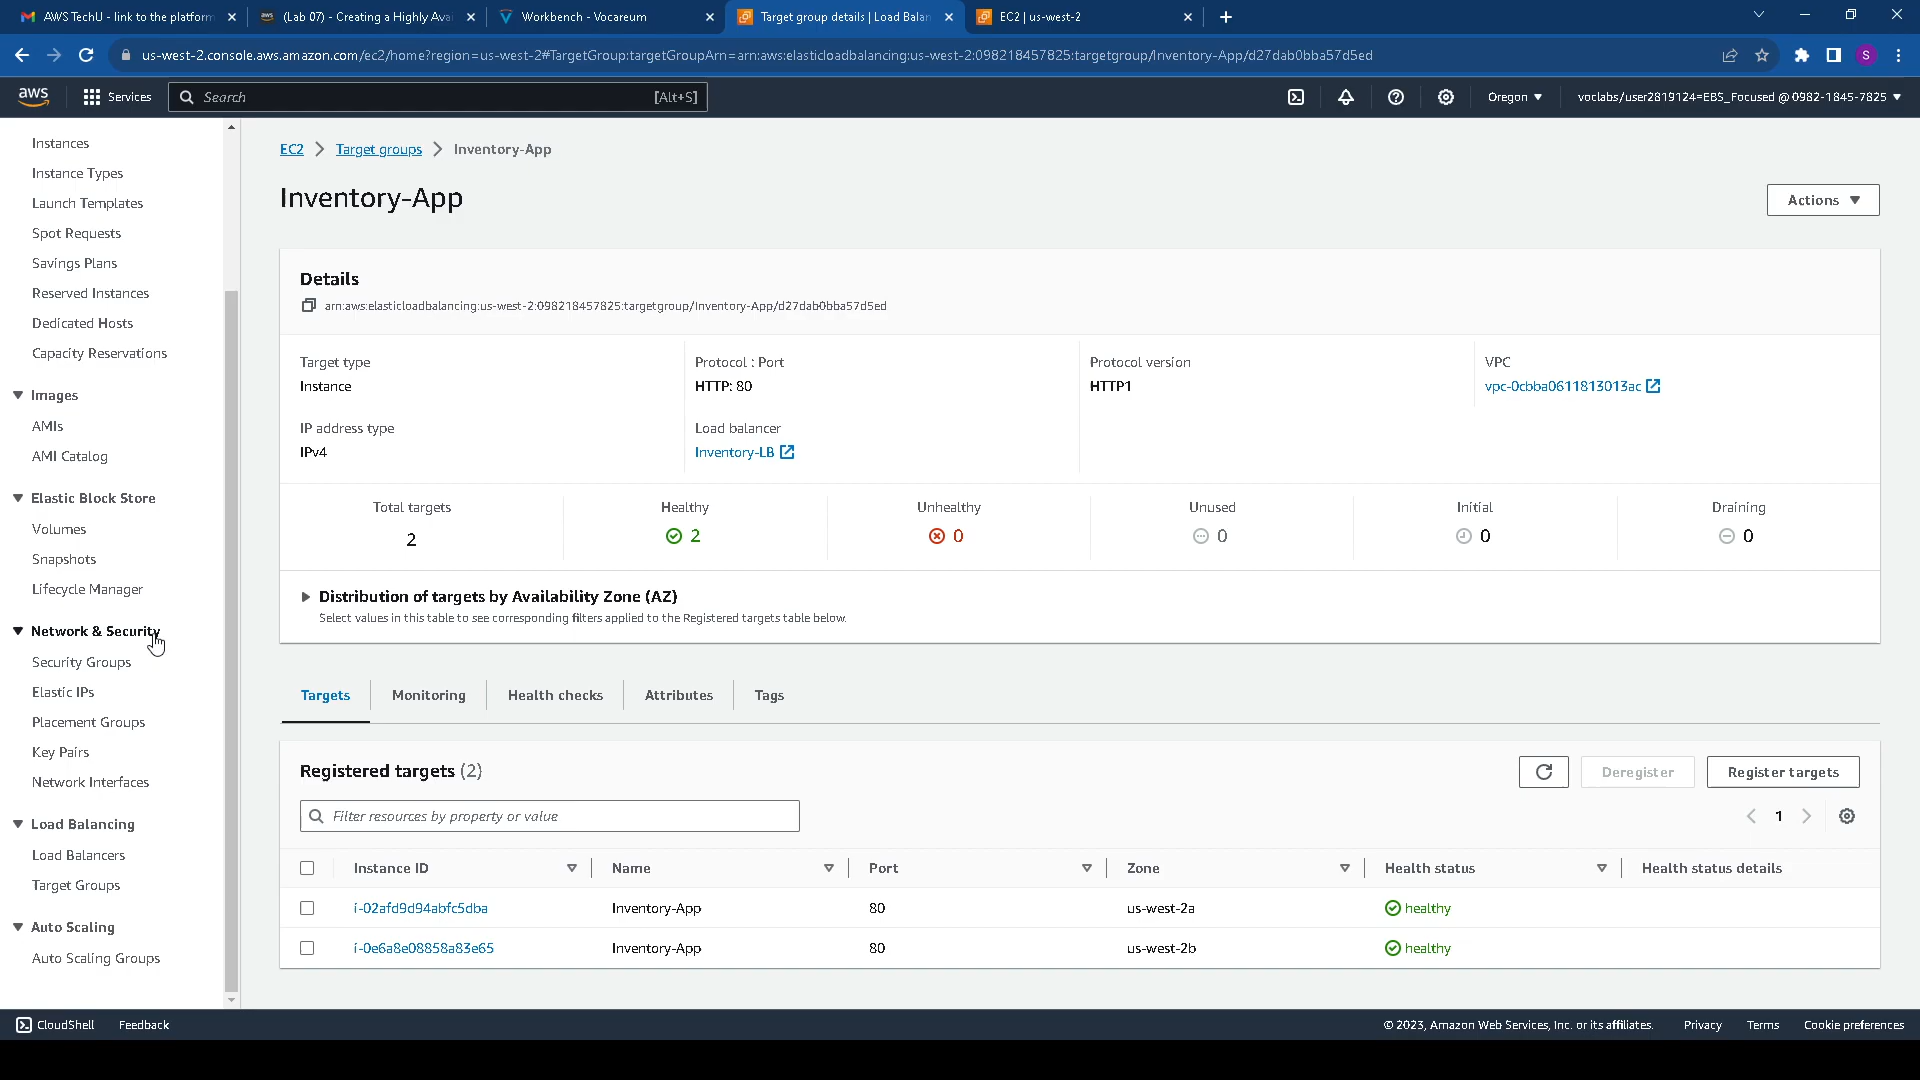 AWS TechU - link to the platform
(Lab 07) - Creating a Highly Ava
Workbench - Vocareum
Target group details | Load Balan
EC2 | us-west-2
us-west-2.console.aws.amazon.com/ec2/home?region=us-west-2#TargetGroup:targetGroupArn=arn:aws:elasticloadbalancing:us-west-2:098218457825:targetgroup/Inventory-App/d27dab0bba57d5ed
S
aws
Services
Search
[Alt+S]
Oregon
voclabs/user2819124=EBS_Focused @ 0982-1845-7825
Instances
Instance Types
Launch Templates
Spot Requests
Savings Plans
Reserved Instances
Dedicated Hosts
Capacity Reservations
Images
AMIs
AMI Catalog
Elastic Block Store
Volumes
Snapshots
Lifecycle Manager
Network & Security
Security Groups
Elastic IPs
Placement Groups
Key Pairs
Network Interfaces
Load Balancing
Load Balancers
Target Groups
Auto Scaling
Auto Scaling Groups
EC2 > Target groups > Inventory-App
Inventory-App
Actions
Details
arn:aws:elasticloadbalancing:us-west-2:098218457825:targetgroup/Inventory-App/d27dab0bba57d5ed
Target type
Instance
Protocol : Port
HTTP: 80
Protocol version
HTTP1
VPC
vpc-0cbba0611813013ac
IP address type
IPv4
Load balancer
Inventory-LB
Total targets
2
Healthy
2
Unhealthy
0
Unused
0
Initial
0
Draining
0
Distribution of targets by Availability Zone (AZ)
Select values in this table to see corresponding filters applied to the Registered targets table below.
Targets
Monitoring
Health checks
Attributes
Tags
Registered targets (2)
Deregister
Register targets
Filter resources by property or value
1
Instance ID Name Port Zone Health status Health status details
i-02afd9d94abfc5dba Inventory-App 80 us-west-2a healthy
i-0e6a8e08858a83e65 Inventory-App 80 us-west-2b healthy
CloudShell
Feedback
© 2023, Amazon Web Services, Inc. or its affiliates.
Privacy
Terms
Cookie preferences